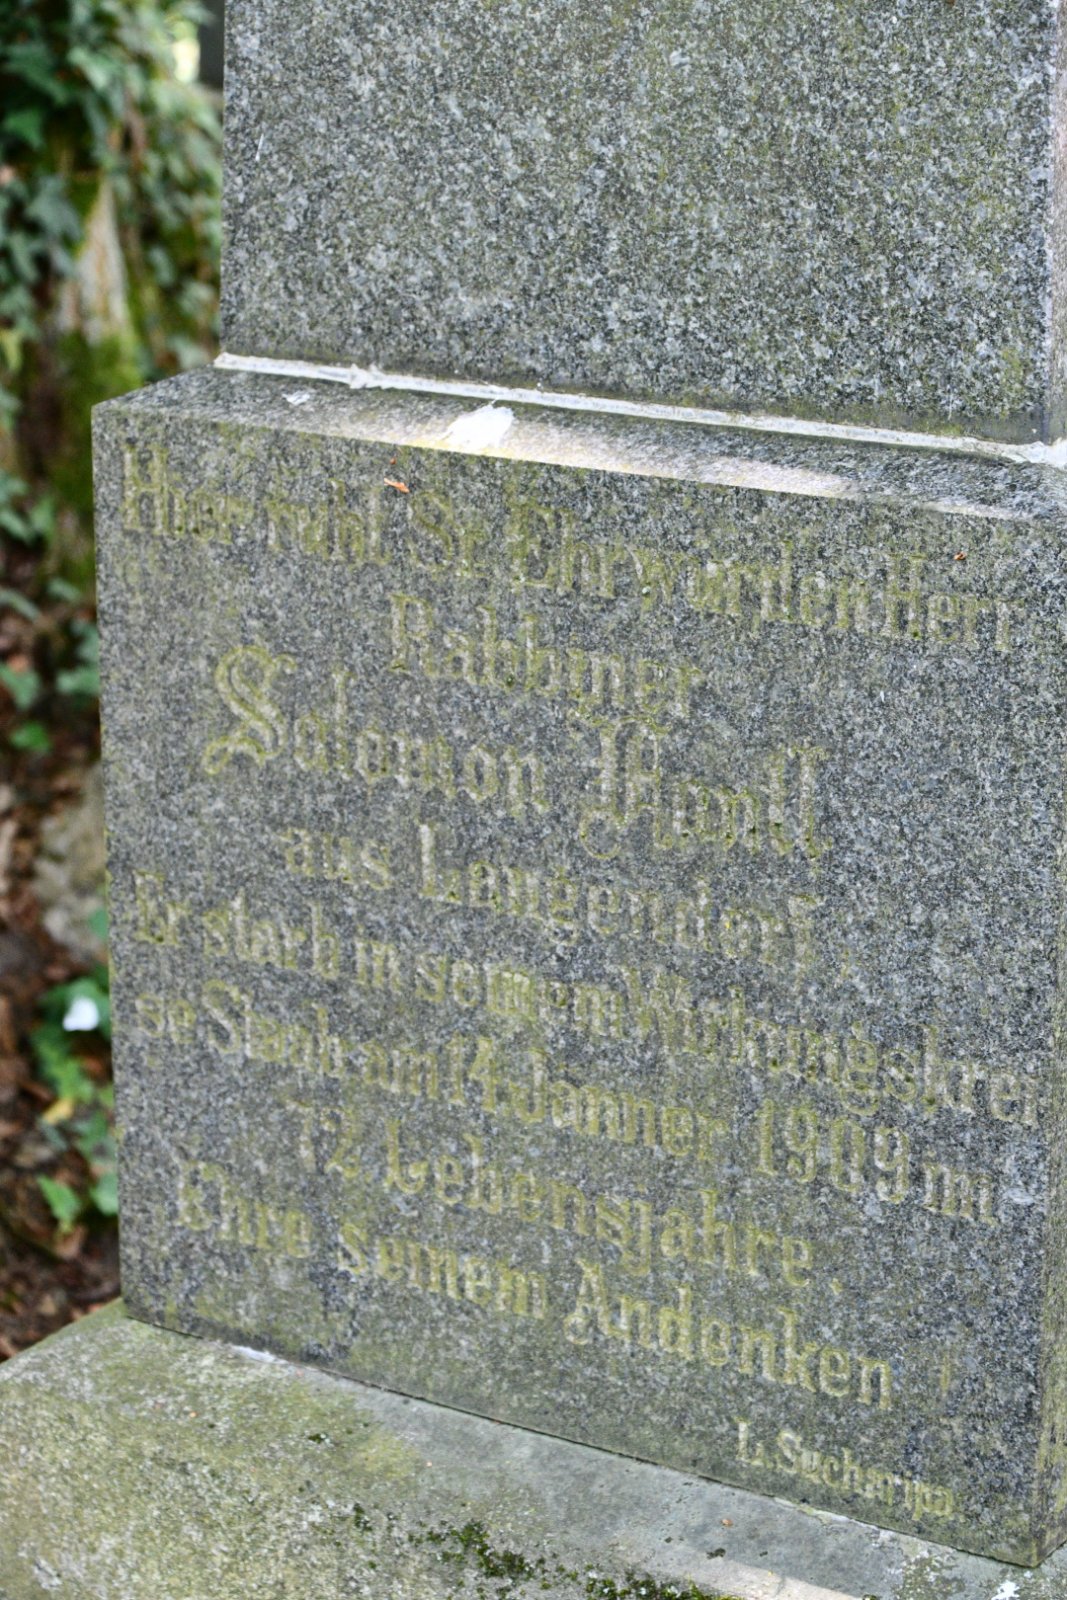 Hier ruht Sr. Ehrwürden Herr
Rabbiner
Salomon
aus Langendorf,
Er starb in seinem Wirkungskrei
se Staab am 14. Jänner 1909 im
72. Lebensjahre,
Ehre seinem Andenken !
L. Sucharipa.